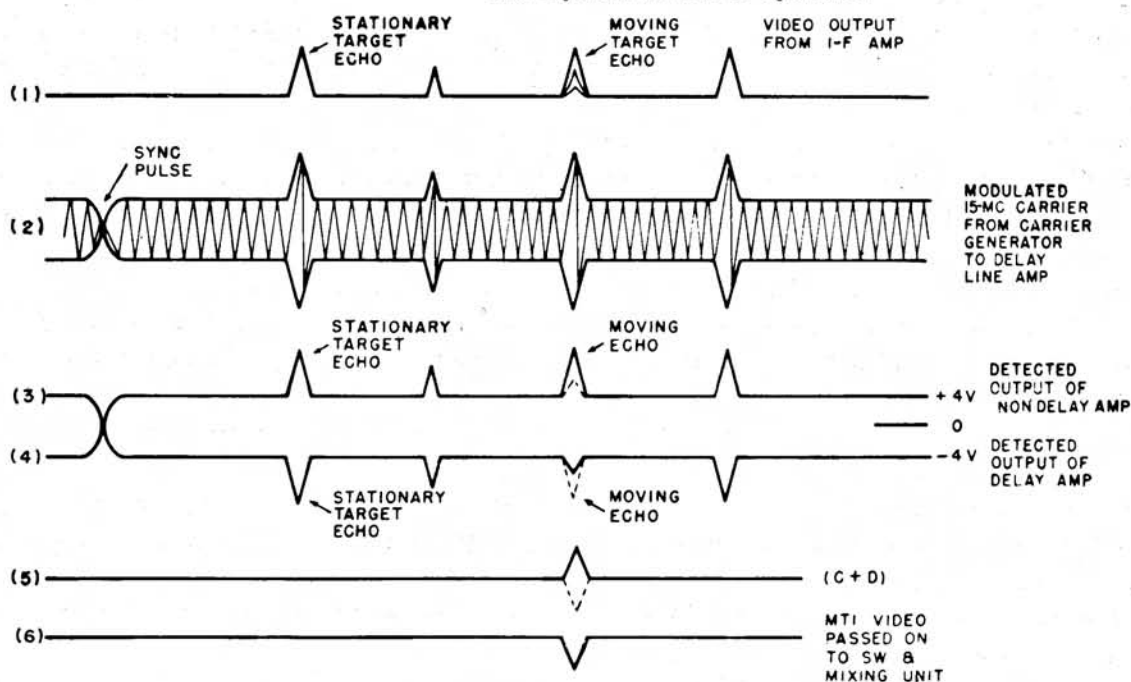 STATIONARY
TARGET
ECHO
MOVING
TARGET
ECHO
VIDEO OUTPUT
FROM I-F AMP
(1)
SYNC
PULSE
(2)
MODULATED
15-MC CARRIER
FROM CARRIER
GENERATOR
TO DELAY
LINE AMP
STATIONARY
TARGET
ECHO
MOVING
ECHO
(3)
+4V
DETECTED
OUTPUT OF
NON DELAY AMP
0
(4)
-4V
DETECTED
OUTPUT OF
DELAY AMP
STATIONARY
TARGET
ECHO
MOVING
ECHO
(5)
(C+D)
(6)
MTI VIDEO
PASSED ON
TO SW &
MIXING UNIT